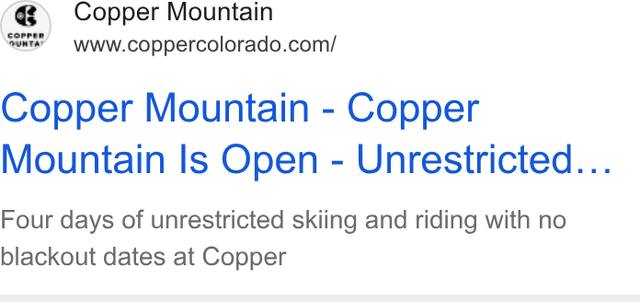 COPPER
Copper Mountain
www.coppercolorado.com/
Copper Mountain - Copper
Mountain Is Open - Unrestricted…
Four days of unrestricted skiing and riding with no
blackout dates at Copper